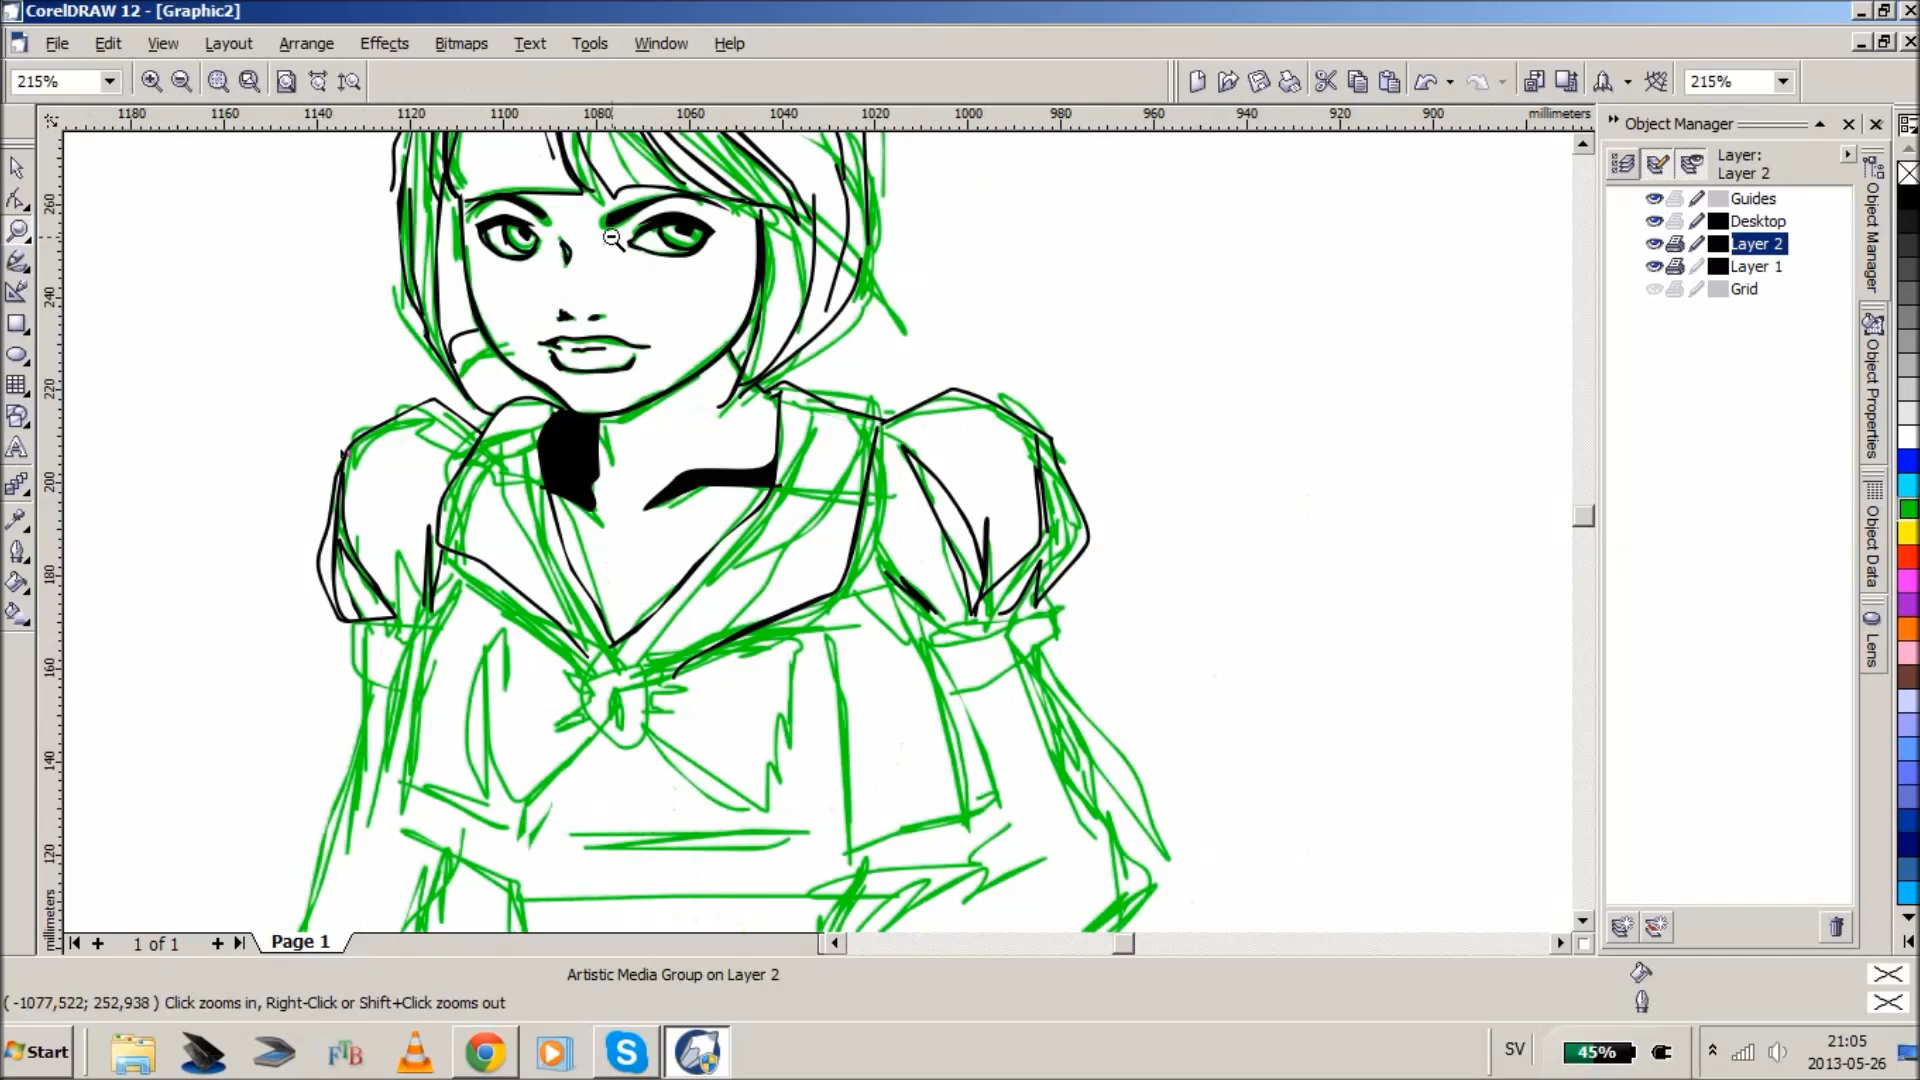 CorelDRAW 12 - [Graphic2]
File Edit View Layout Arrange Effects Bitmaps Text Tools Window Help
215% 215%
1180 1160 1140 1120 1100 1080 1060 1040 1020 1000 980 960 940 920 900 millimeters
Object Manager
Layer:
Layer 2
Guides
Desktop
Layer 2
Layer 1
Grid
Object Manager
Object Properties
Object Data
Lens
260
240
220
200
180
160
140
120
millimeters
1 of 1 Page 1
Artistic Media Group on Layer 2
( -1077,522; 252,938 ) Click zooms in, Right-Click or Shift+Click zooms out
Start FTB SV 45% 21:05
2013-05-26